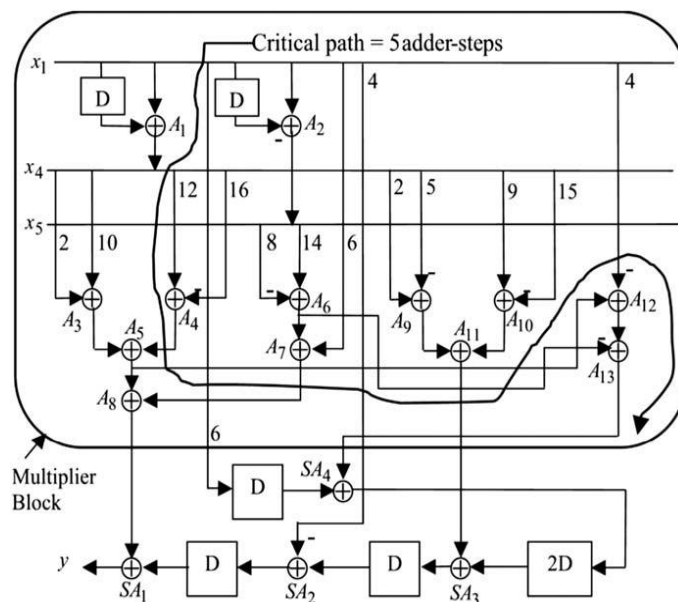 Critical path = 5 adder-steps
x1
4
4
D
D
A1
A2
x4
12
16
2
5
9
15
x5
2
10
8
14
6
A3
A4
A6
A9
A10
A12
A5
A7
A11
A13
A8
6
Multiplier
Block
D
SA4
y
D
D
2D
SA1
SA2
SA3